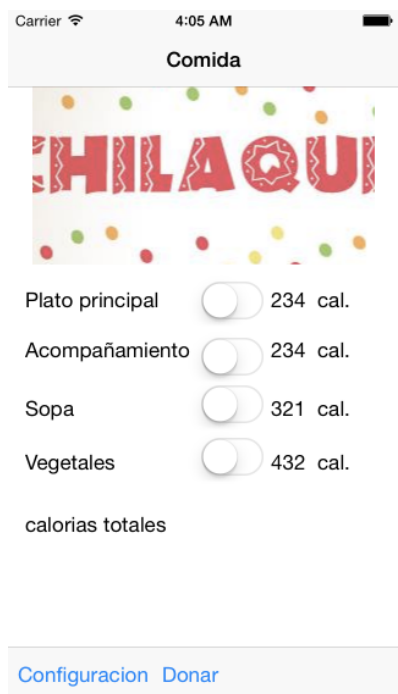 Carrier 4:05 AM
Comida
CHILAQUI
Plato principal 234 cal.
Acompañamiento 234 cal.
Sopa 321 cal.
Vegetales 432 cal.
calorias totales
Configuracion Donar